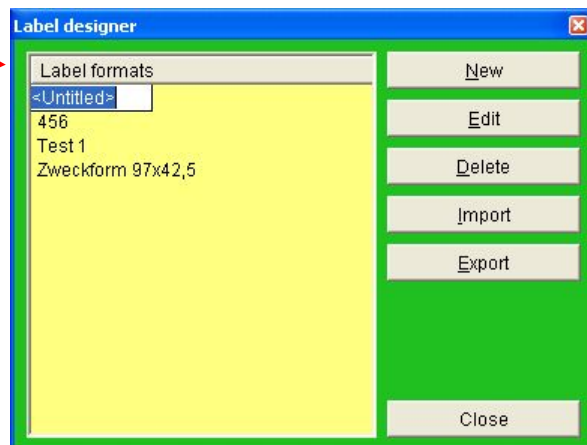 Label designer
Label formats
<Untitled>
456
Test 1
Zweckform 97x42,5
New
Edit
Delete
Import
Export
Close